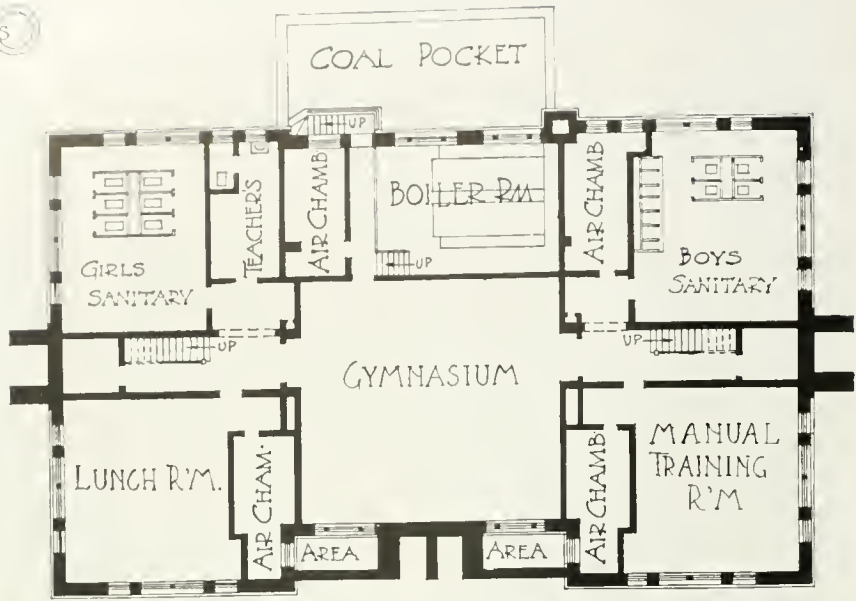 S
COAL POCKET
UP
TEACHER'S
AIR CHAMB
BOILER RM
AIR CHAMB
UP
GIRLS
SANITARY
BOYS
SANITARY
UP
UP
GYMNASIUM
LUNCH R'M.
AIR CHAM.
AREA
AREA
AIR CHAMB.
MANUAL
TRAINING
R'M